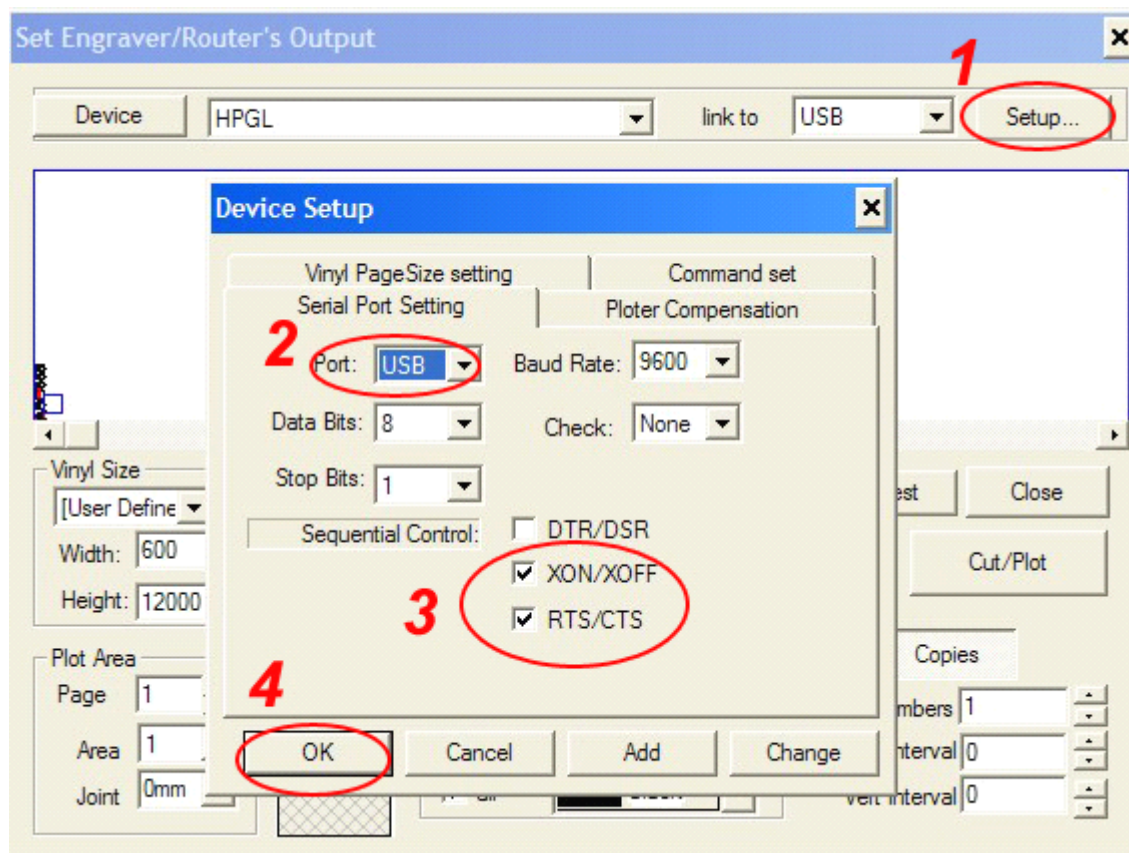 Set Engraver/Router's Output
1
Device HPGL link to USB Setup...
Device Setup
Vinyl PageSize setting Command set
Serial Port Setting Ploter Compensation
2 Port: USB Baud Rate: 9600
Data Bits: 8 Check: None
Stop Bits: 1
Sequential Control: DTR/DSR
XON/XOFF
3 RTS/CTS
4
OK Cancel Add Change
Vinyl Size
[User Define
Width: 600
Height: 12000
Plot Area
Page 1
Area 1
Joint 0mm
est Close
Cut/Plot
Copies
mbers 1
nterval 0
Vert Interval 0